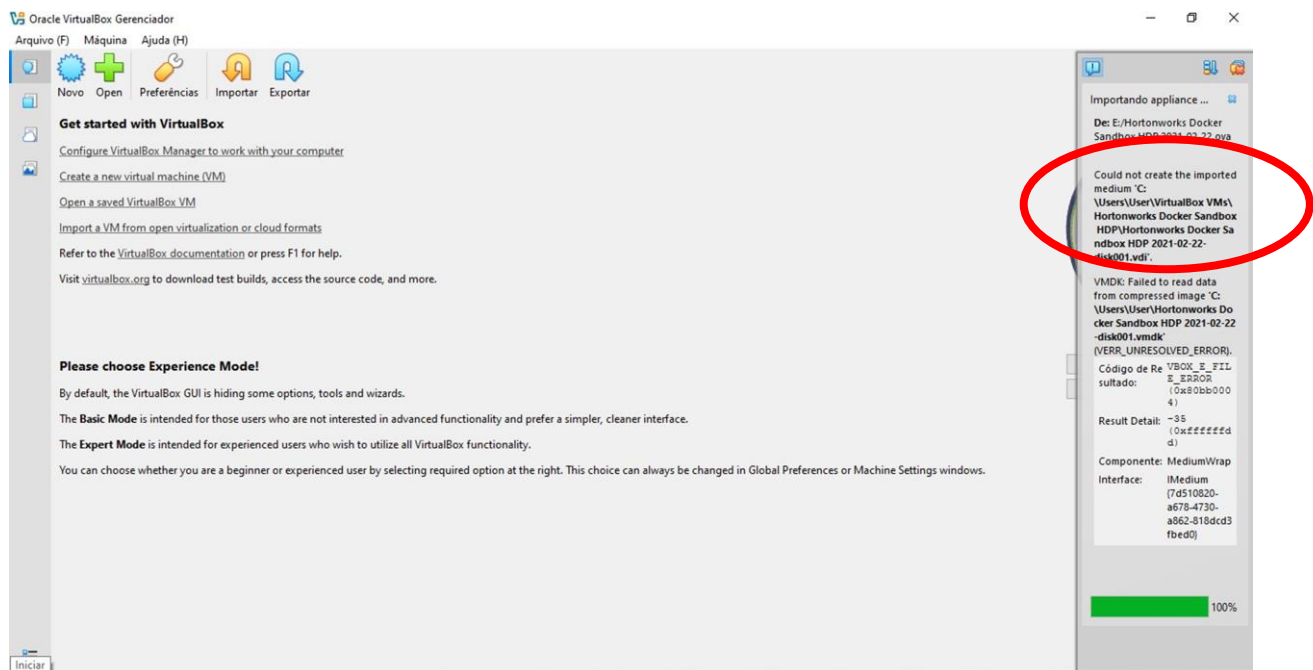 Oracle VirtualBox Gerenciador
Arquivo (F) Máquina Ajuda (H)
Novo Open Preferências Importar Exportar
Get started with VirtualBox
Configure VirtualBox Manager to work with your computer
Create a new virtual machine (VM)
Open a saved VirtualBox VM
Import a VM from open virtualization or cloud formats
Refer to the VirtualBox documentation or press F1 for help.
Visit virtualbox.org to download test builds, access the source code, and more.
Please choose Experience Mode!
By default, the VirtualBox GUI is hiding some options, tools and wizards.
The Basic Mode is intended for those users who are not interested in advanced functionality and prefer a simpler, cleaner interface.
The Expert Mode is intended for experienced users who wish to utilize all VirtualBox functionality.
You can choose whether you are a beginner or experienced user by selecting required option at the right. This choice can always be changed in Global Preferences or Machine Settings windows.
Iniciar
Importando appliance ...
De: E:/Hortonworks Docker
Sandbox HDP 2021-02-22.ova
Could not create the imported
medium 'C:
\Users\User\VirtualBox VMs\
Hortonworks Docker Sandbox
HDP\Hortonworks Docker Sa
ndbox HDP 2021-02-22-
disk001.vdi'.
VMDK: Failed to read data
from compressed image 'C:
\Users\User\Hortonworks Do
cker Sandbox HDP 2021-02-22
-disk001.vmdk'
(VERR_UNRESOLVED_ERROR).
Código de Re VBOX_E_FIL
sultado: E_ERROR
(0x80bb000
4)
Result Detail: -35
(0xffffffd
d)
Componente: MediumWrap
Interface: IMedium
{7d510820-
a678-4730-
a862-818dcd3
fbed0}
100%